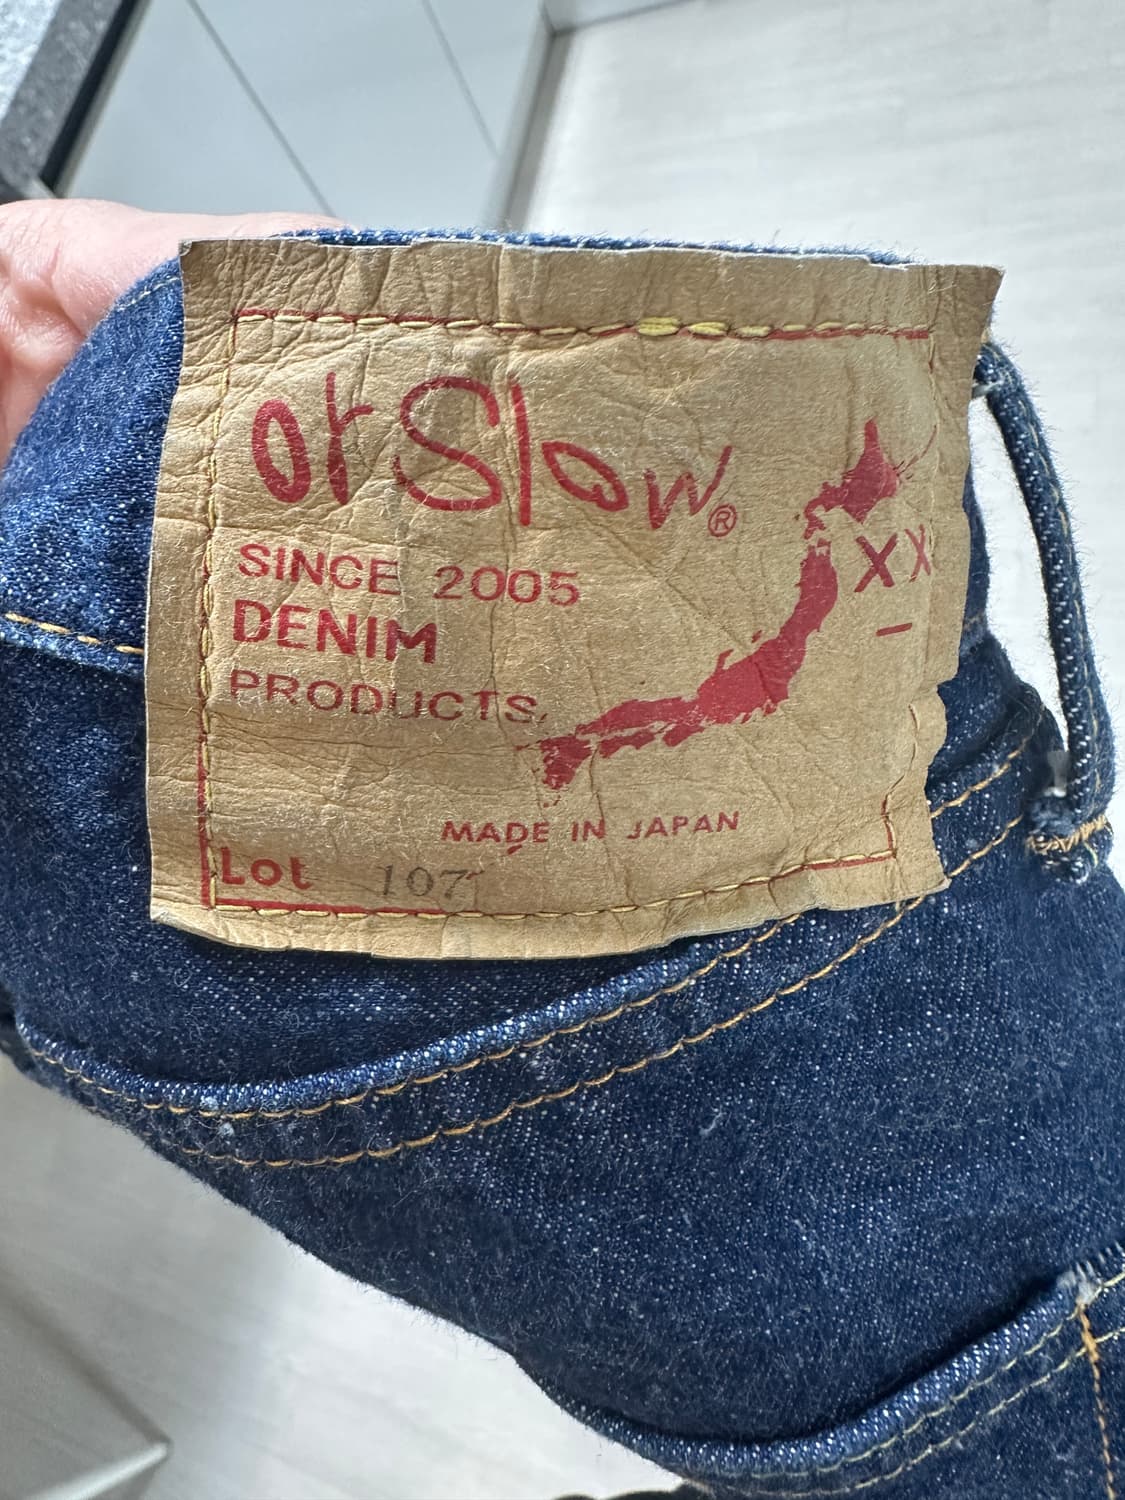 orSlow®
XX
SINCE 2005
–
DENIM
PRODUCTS.
MADE IN JAPAN
Lot 107